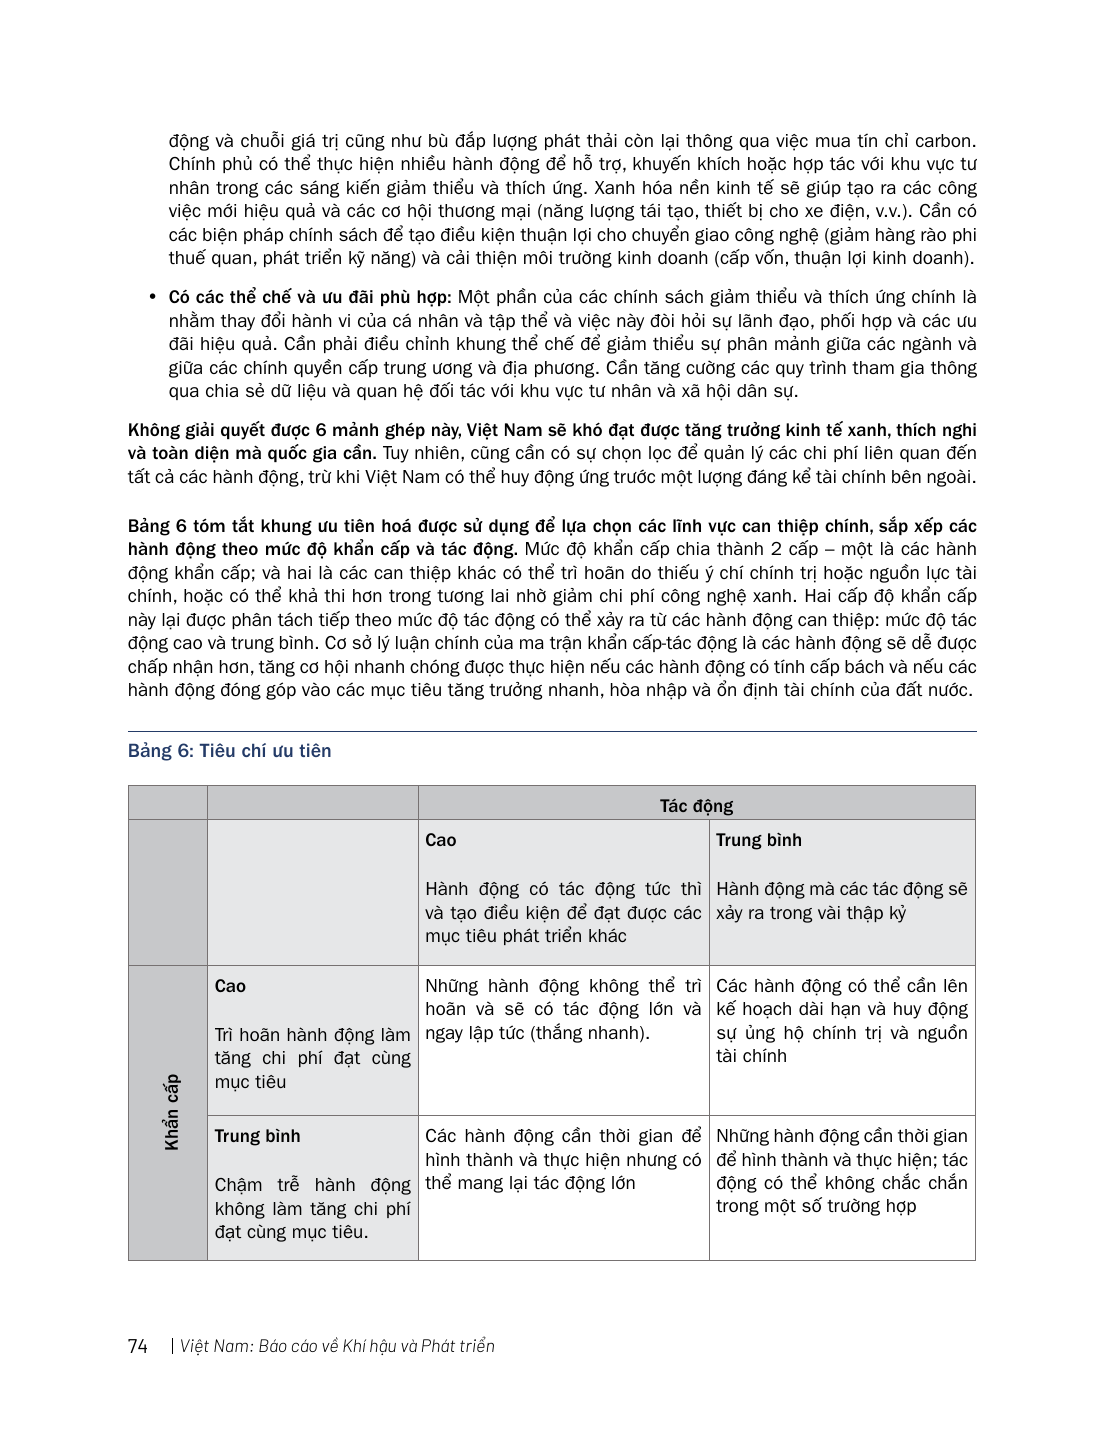 động và chuỗi giá trị cũng như bù đắp lượng phát thải còn lại thông qua việc mua tín chỉ carbon.
Chính phủ có thể thực hiện nhiều hành động để hỗ trợ, khuyến khích hoặc hợp tác với khu vực tư
nhân trong các sáng kiến giảm thiểu và thích ứng. Xanh hóa nền kinh tế sẽ giúp tạo ra các công
việc mới hiệu quả và các cơ hội thương mại (năng lượng tái tạo, thiết bị cho xe điện, v.v.). Cần có
các biện pháp chính sách để tạo điều kiện thuận lợi cho chuyển giao công nghệ (giảm hàng rào phi
thuế quan, phát triển kỹ năng) và cải thiện môi trường kinh doanh (cấp vốn, thuận lợi kinh doanh).
• Có các thể chế và ưu đãi phù hợp: Một phần của các chính sách giảm thiểu và thích ứng chính là
nhằm thay đổi hành vi của cá nhân và tập thể và việc này đòi hỏi sự lãnh đạo, phối hợp và các ưu
đãi hiệu quả. Cần phải điều chỉnh khung thể chế để giảm thiểu sự phân mảnh giữa các ngành và
giữa các chính quyền cấp trung ương và địa phương. Cần tăng cường các quy trình tham gia thông
qua chia sẻ dữ liệu và quan hệ đối tác với khu vực tư nhân và xã hội dân sự.
Không giải quyết được 6 mảnh ghép này, Việt Nam sẽ khó đạt được tăng trưởng kinh tế xanh, thích nghi
và toàn diện mà quốc gia cần. Tuy nhiên, cũng cần có sự chọn lọc để quản lý các chi phí liên quan đến
tất cả các hành động, trừ khi Việt Nam có thể huy động ứng trước một lượng đáng kể tài chính bên ngoài.
Bảng 6 tóm tắt khung ưu tiên hoá được sử dụng để lựa chọn các lĩnh vực can thiệp chính, sắp xếp các
hành động theo mức độ khẩn cấp và tác động. Mức độ khẩn cấp chia thành 2 cấp – một là các hành
động khẩn cấp; và hai là các can thiệp khác có thể trì hoãn do thiếu ý chí chính trị hoặc nguồn lực tài
chính, hoặc có thể khả thi hơn trong tương lai nhờ giảm chi phí công nghệ xanh. Hai cấp độ khẩn cấp
này lại được phân tách tiếp theo mức độ tác động có thể xảy ra từ các hành động can thiệp: mức độ tác
động cao và trung bình. Cơ sở lý luận chính của ma trận khẩn cấp-tác động là các hành động sẽ dễ được
chấp nhận hơn, tăng cơ hội nhanh chóng được thực hiện nếu các hành động có tính cấp bách và nếu các
hành động đóng góp vào các mục tiêu tăng trưởng nhanh, hòa nhập và ổn định tài chính của đất nước.
Bảng 6: Tiêu chí ưu tiên
Tác động
Cao
Hành động có tác động tức thì
và tạo điều kiện để đạt được các
mục tiêu phát triển khác
Trung bình
Hành động mà các tác động sẽ
xảy ra trong vài thập kỷ
Khẩn cấp
Cao
Trì hoãn hành động làm
tăng chi phí đạt cùng
mục tiêu
Những hành động không thể trì
hoãn và sẽ có tác động lớn và
ngay lập tức (thắng nhanh).
Các hành động có thể cần lên
kế hoạch dài hạn và huy động
sự ủng hộ chính trị và nguồn
tài chính
Trung bình
Chậm trễ hành động
không làm tăng chi phí
đạt cùng mục tiêu.
Các hành động cần thời gian để
hình thành và thực hiện nhưng có
thể mang lại tác động lớn
Những hành động cần thời gian
để hình thành và thực hiện; tác
động có thể không chắc chắn
trong một số trường hợp
74 | Việt Nam: Báo cáo về Khí hậu và Phát triển